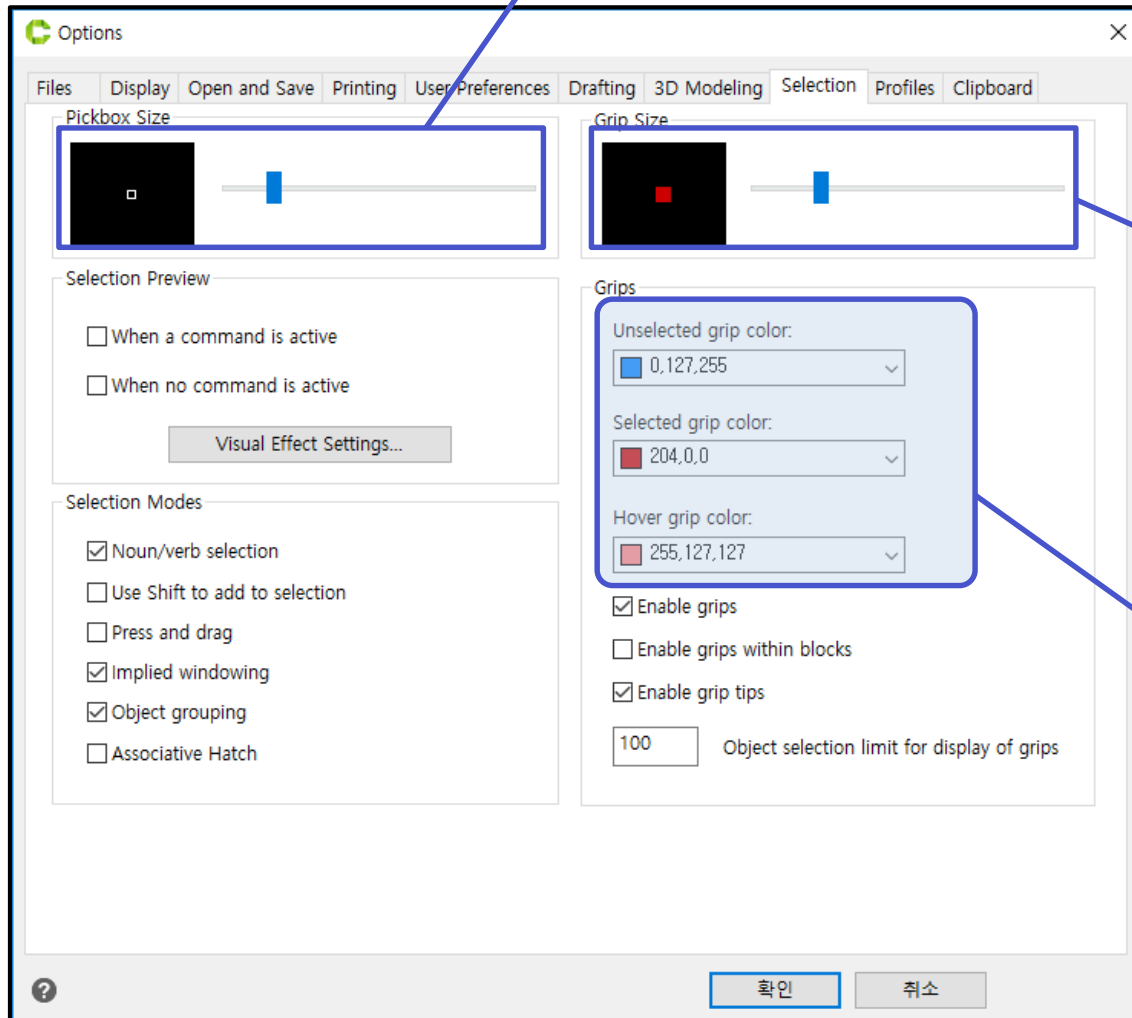 Options
Files Display Open and Save Printing User Preferences Drafting 3D Modeling Selection Profiles Clipboard
Pickbox Size
Grip Size
Selection Preview
When a command is active
When no command is active
Visual Effect Settings...
Selection Modes
Noun/verb selection
Use Shift to add to selection
Press and drag
Implied windowing
Object grouping
Associative Hatch
Grips
Unselected grip color:
0,127,255
Selected grip color:
204,0,0
Hover grip color:
255,127,127
Enable grips
Enable grips within blocks
Enable grip tips
100 Object selection limit for display of grips
확인 취소